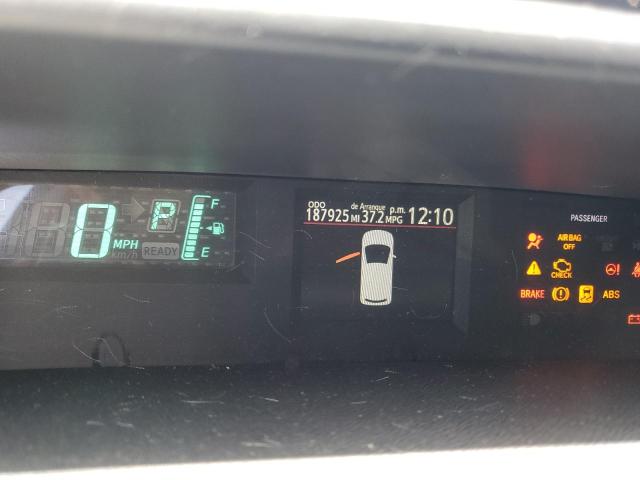 0 MPH
km/h
P
READY
F
E
ODO de Arranque p.m.
187925 MI 37.2 MPG 12:10
PASSENGER
AIR BAG
OFF
CHECK
BRAKE ABS